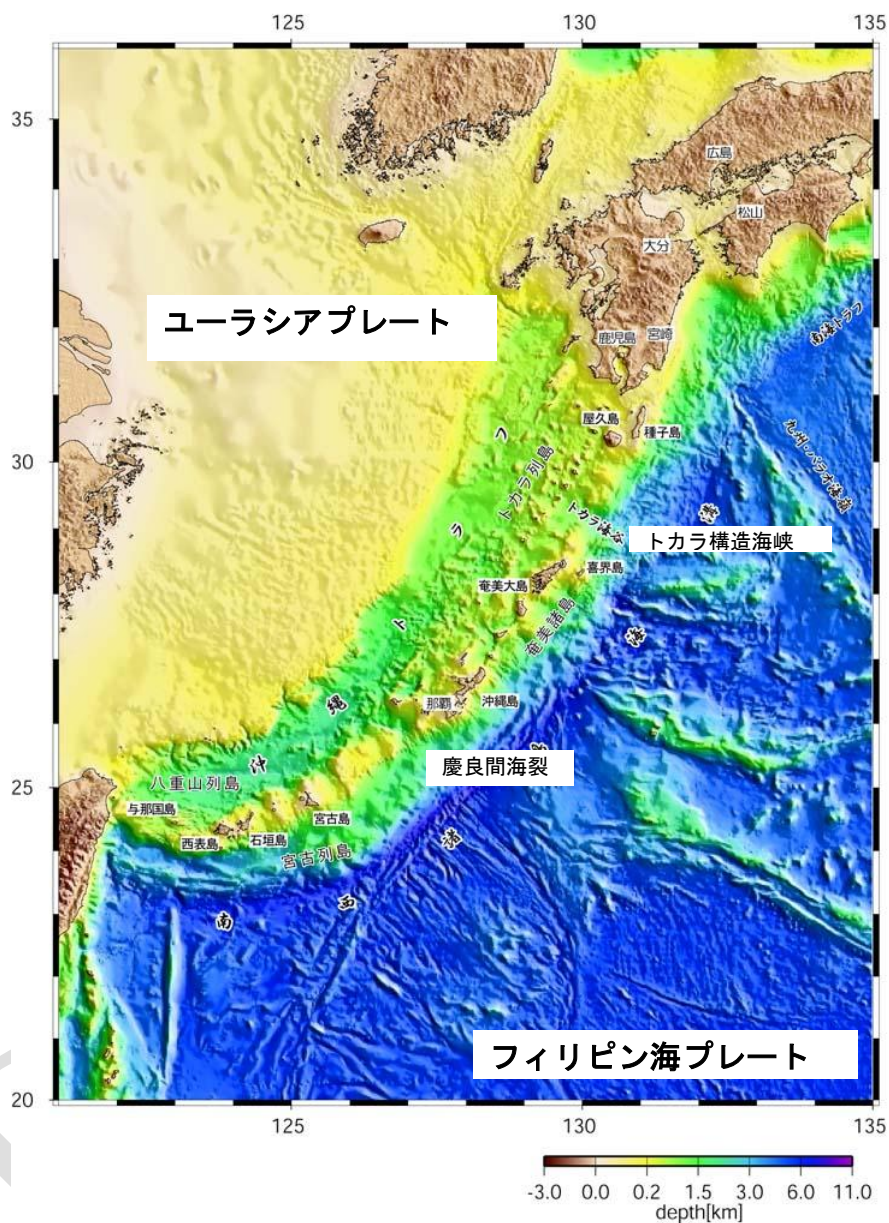 125 130 135
35
広島
松山
大分
ユーラシアプレート
南海トラフ
鹿児島 宮崎
屋久島
種子島
九州・パラオ海嶺
30
トカラ列島
トカラ海谷
トカラ構造海峡
喜界島
奄美大島
奄美諸島
沖縄トラフ
那覇 沖縄島
慶良間海裂
25
八重山列島
与那国島
宮古島
西表島 石垣島
宮古列島
南西諸島海溝
フィリピン海プレート
20
125 130 135
-3.0 0.0 0.2 1.5 3.0 6.0 11.0
depth[km]